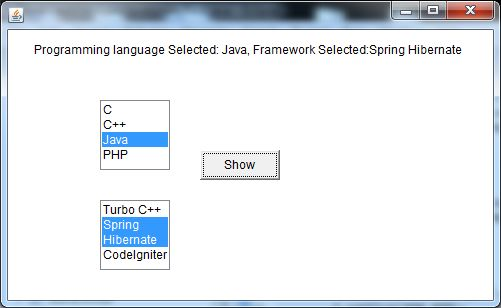 Programming language Selected: Java, Framework Selected:Spring Hibernate
C
C++
Java
PHP
Show
Turbo C++
Spring
Hibernate
CodeIgniter